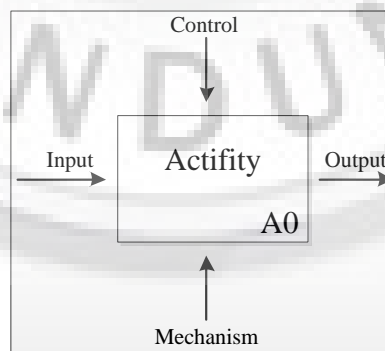 Control
Input
Actifity
Output
A0
Mechanism